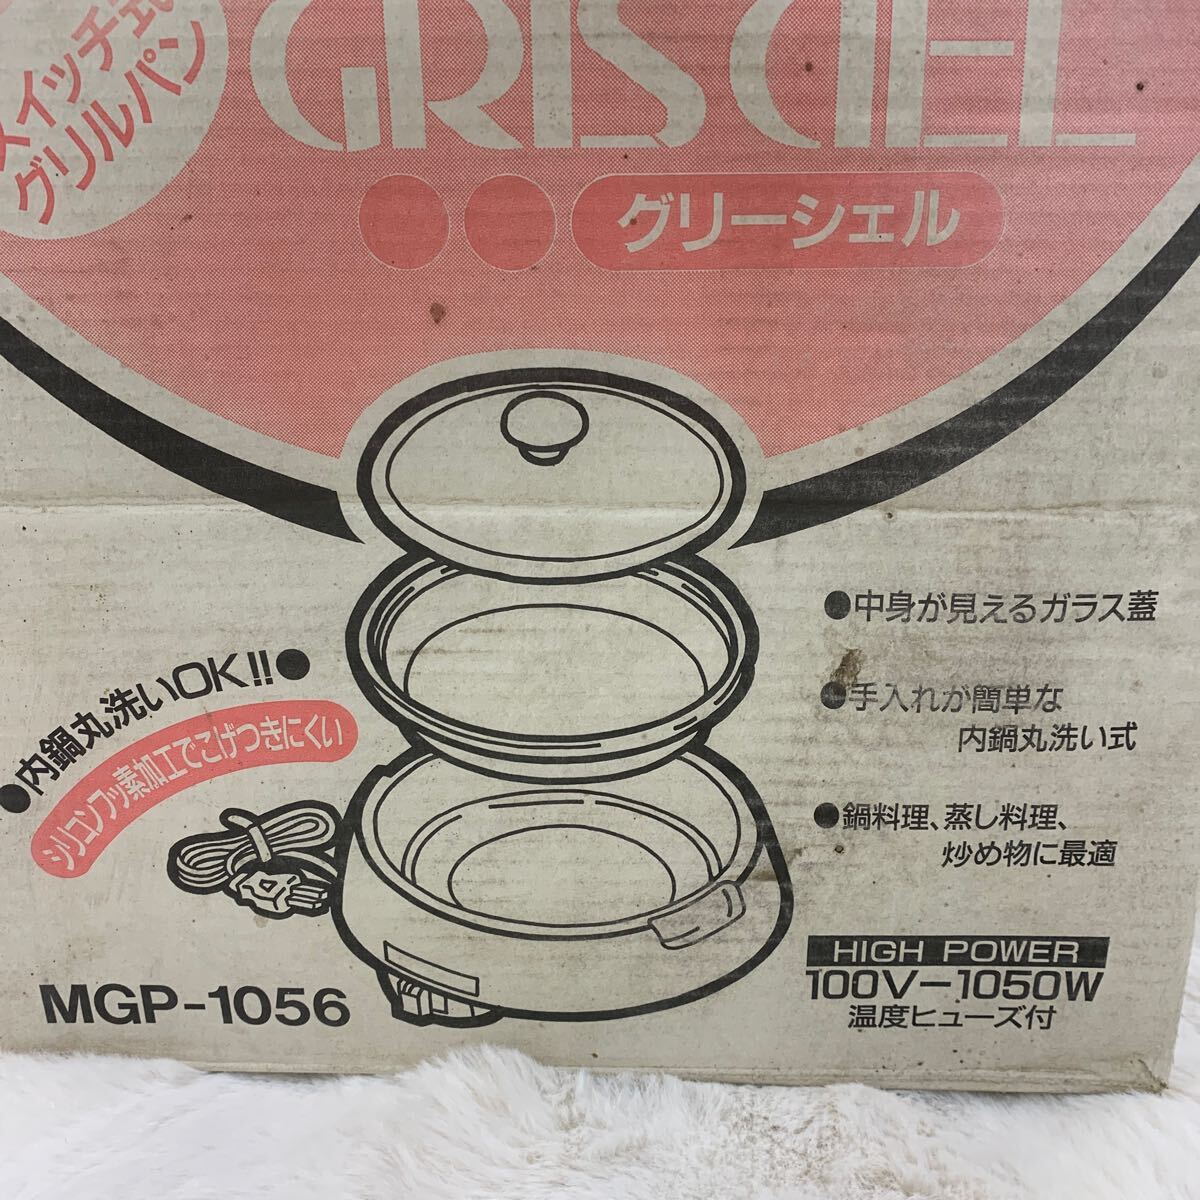 スイッチ式
グリルパン
GRISCIEL
グリーシェル
●中身が見えるガラス蓋
●手入れが簡単な
内鍋丸洗い式
●鍋料理、蒸し料理、
炒め物に最適
●内鍋丸洗いOK!!●
シリコンフッ素加工でこげつきにくい
MGP-1056
HIGH POWER
100V-1050W
温度ヒューズ付